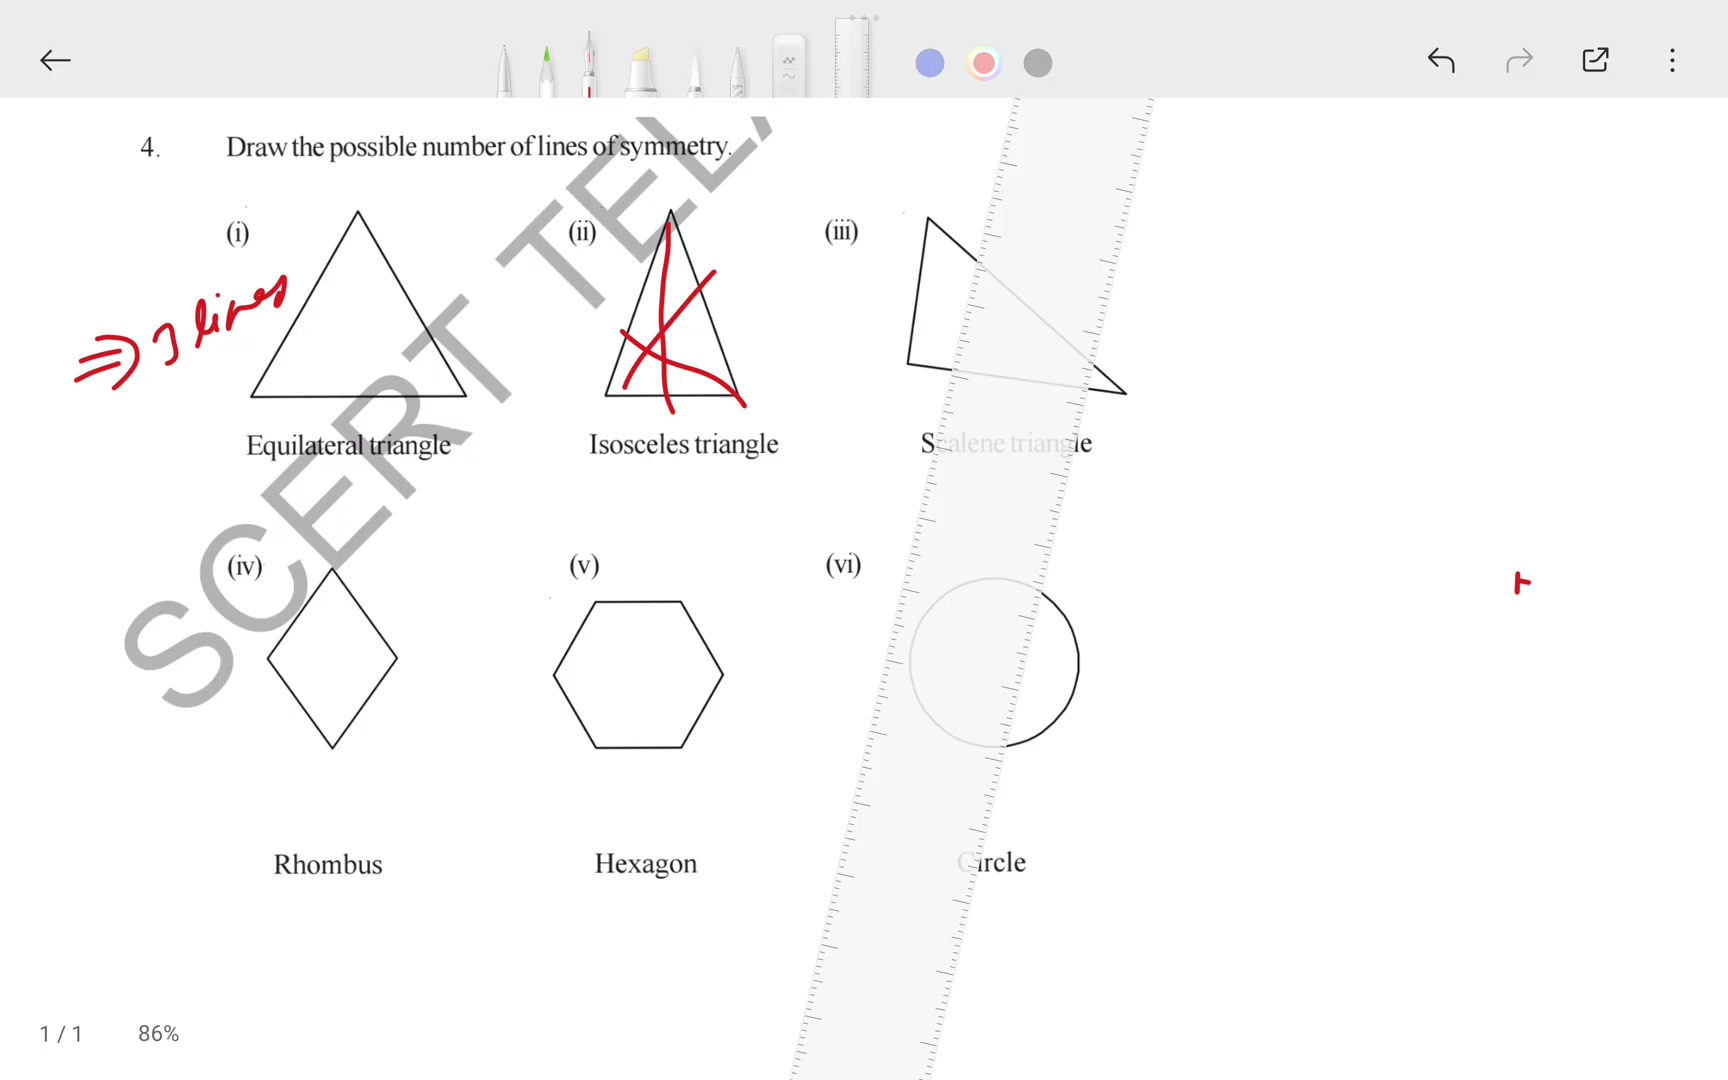 4. Draw the possible number of lines of symmetry.
(i) (ii) (iii)
⇒ 3 lines
Equilateral triangle Isosceles triangle Scalene triangle
(iv) (v) (vi)
Rhombus Hexagon Circle
SCERT TEL
1 / 1 86%